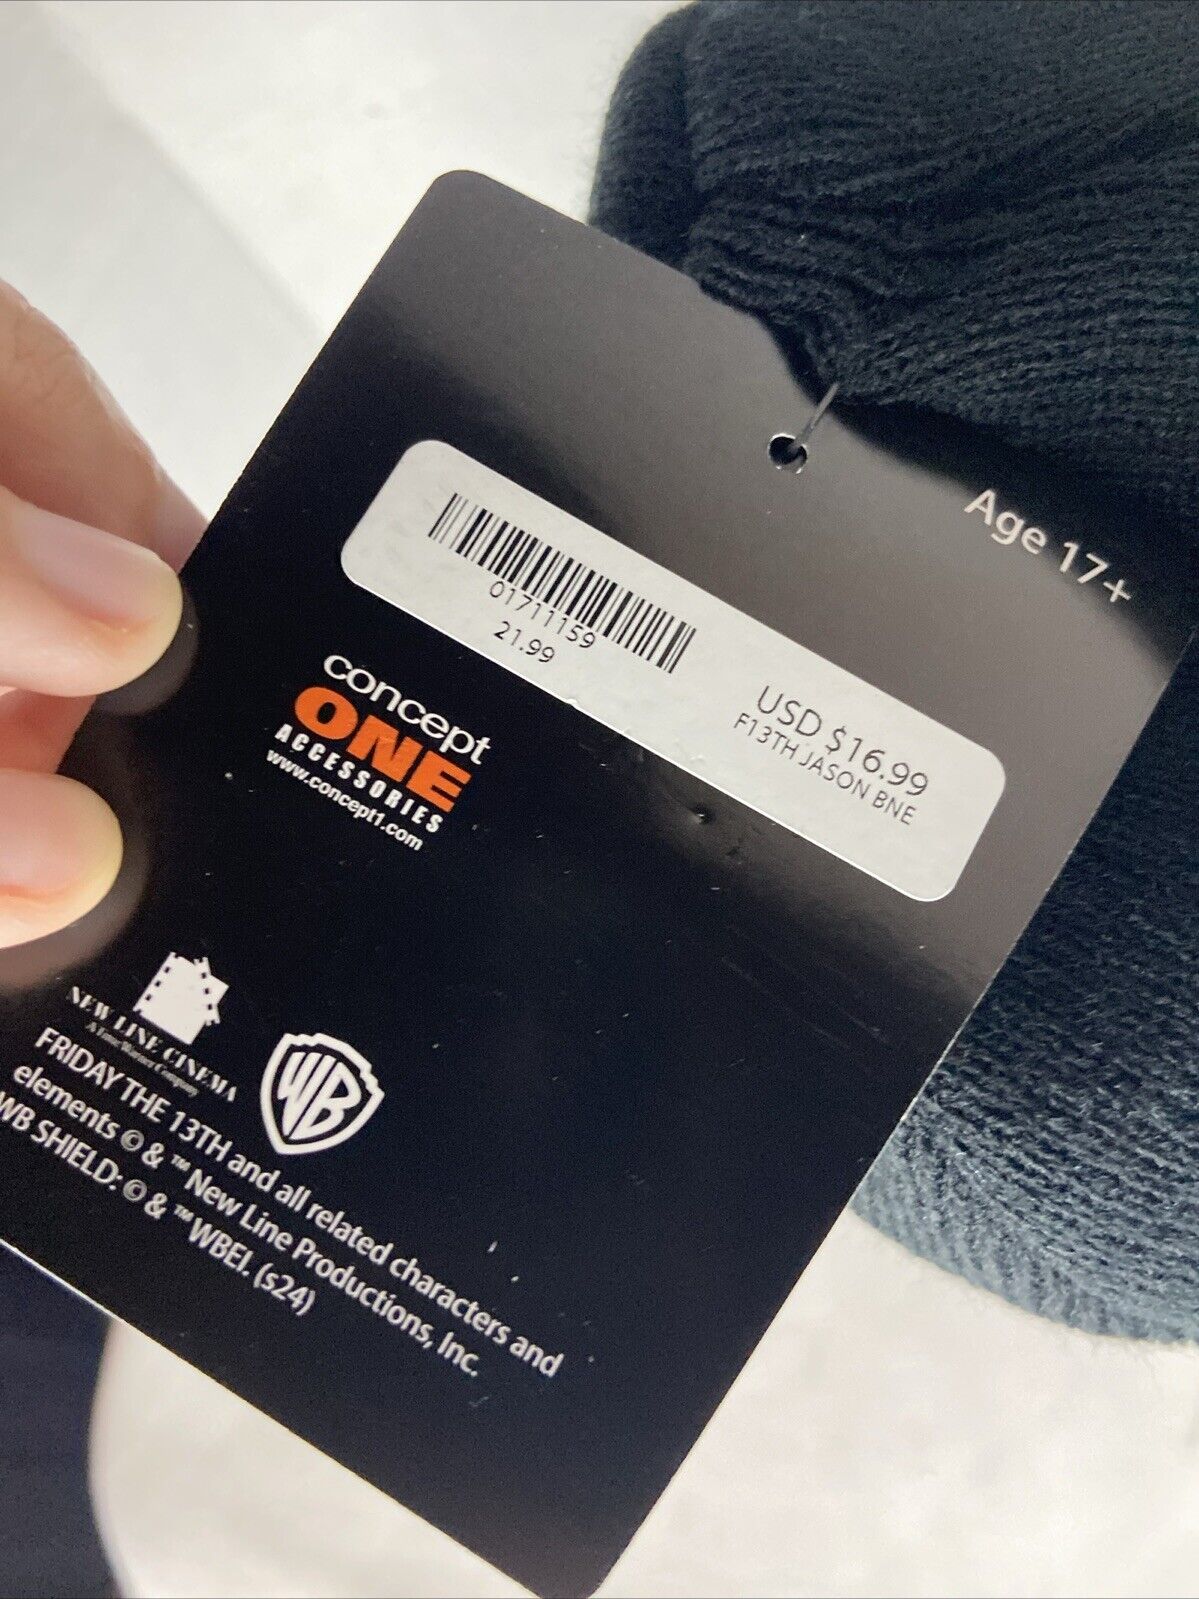 Age 17+
01711159
21.99
USD $16.99
F13TH JASON BNE
concept
ONE
ACCESSORIES
www.concept1.com
NEW LINE CINEMA
A Time Warner Company
WB
FRIDAY THE 13TH and all related characters and
elements © & ™ New Line Productions, Inc.
WB SHIELD: © & ™ WBEI. (s24)